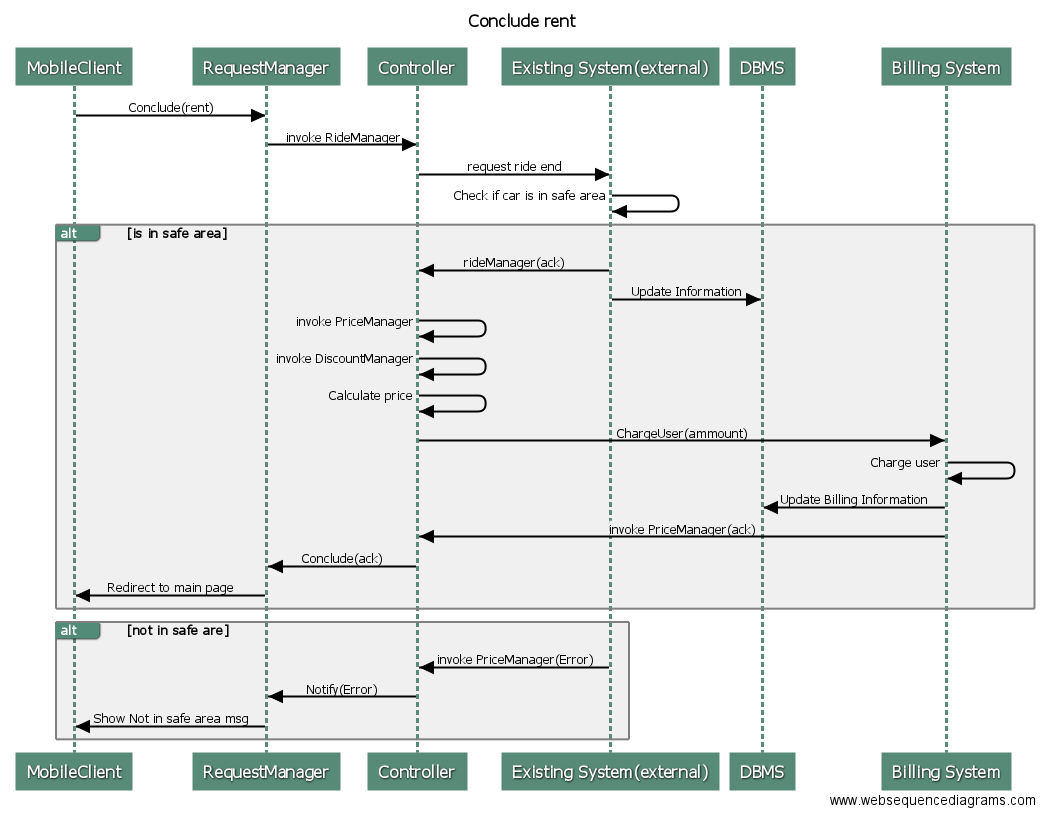 Conclude rent
MobileClient RequestManager Controller Existing System(external) DBMS Billing System
Conclude(rent)
invoke RideManager
request ride end
Check if car is in safe area
alt [is in safe area]
rideManager(ack)
Update Information
invoke PriceManager
invoke DiscountManager
Calculate price
ChargeUser(ammount)
Charge user
Update Billing Information
invoke PriceManager(ack)
Conclude(ack)
Redirect to main page
alt [not in safe are]
invoke PriceManager(Error)
Notify(Error)
Show Not in safe area msg
MobileClient RequestManager Controller Existing System(external) DBMS Billing System
www.websequencediagrams.com